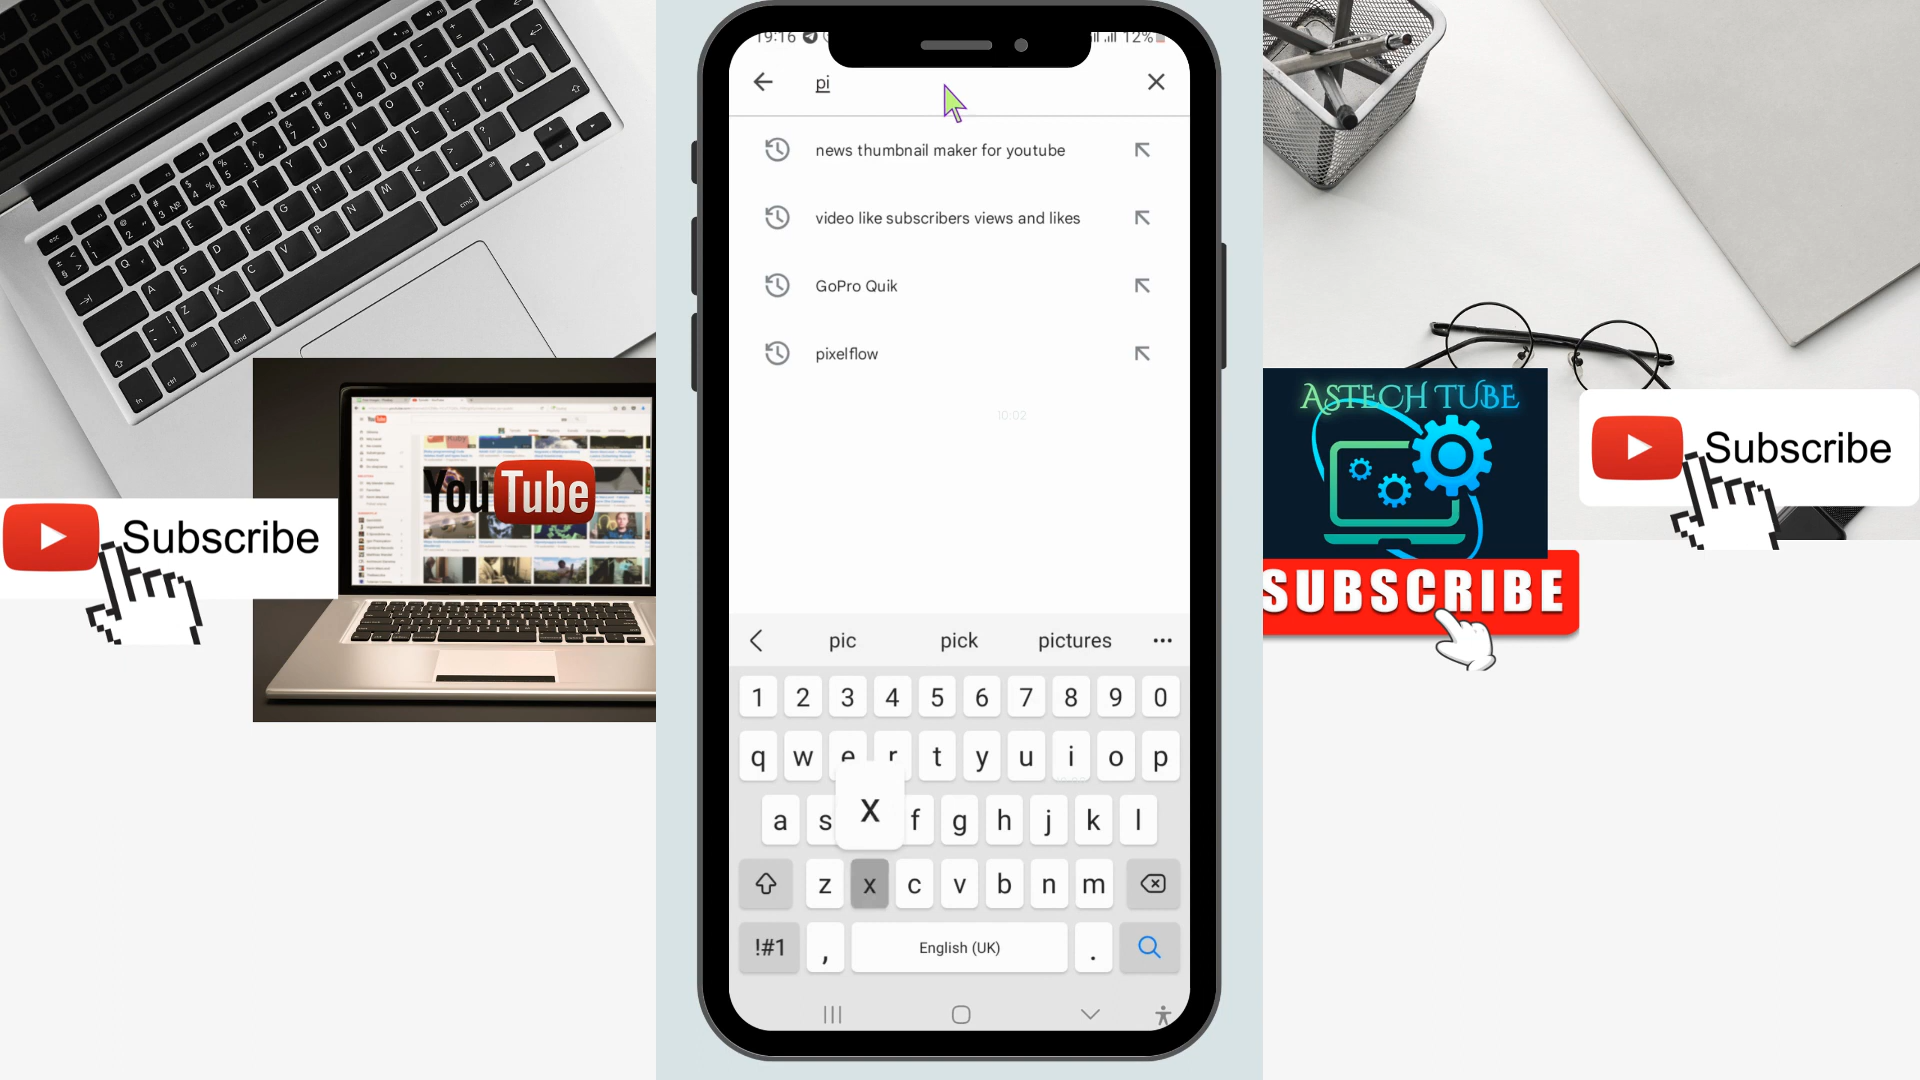 19:16
12%
pi
news thumbnail maker for youtube
video like subscribers views and likes
GoPro Quik
pixelflow
10:02
pic
pick
pictures
1 2 3 4 5 6 7 8 9 0
q w e r t y u i o p
a s x f g h j k l
z x c v b n m
!#1 , English (UK) .
Subscribe
YouTube
ASTECH TUBE
SUBSCRIBE
Subscribe